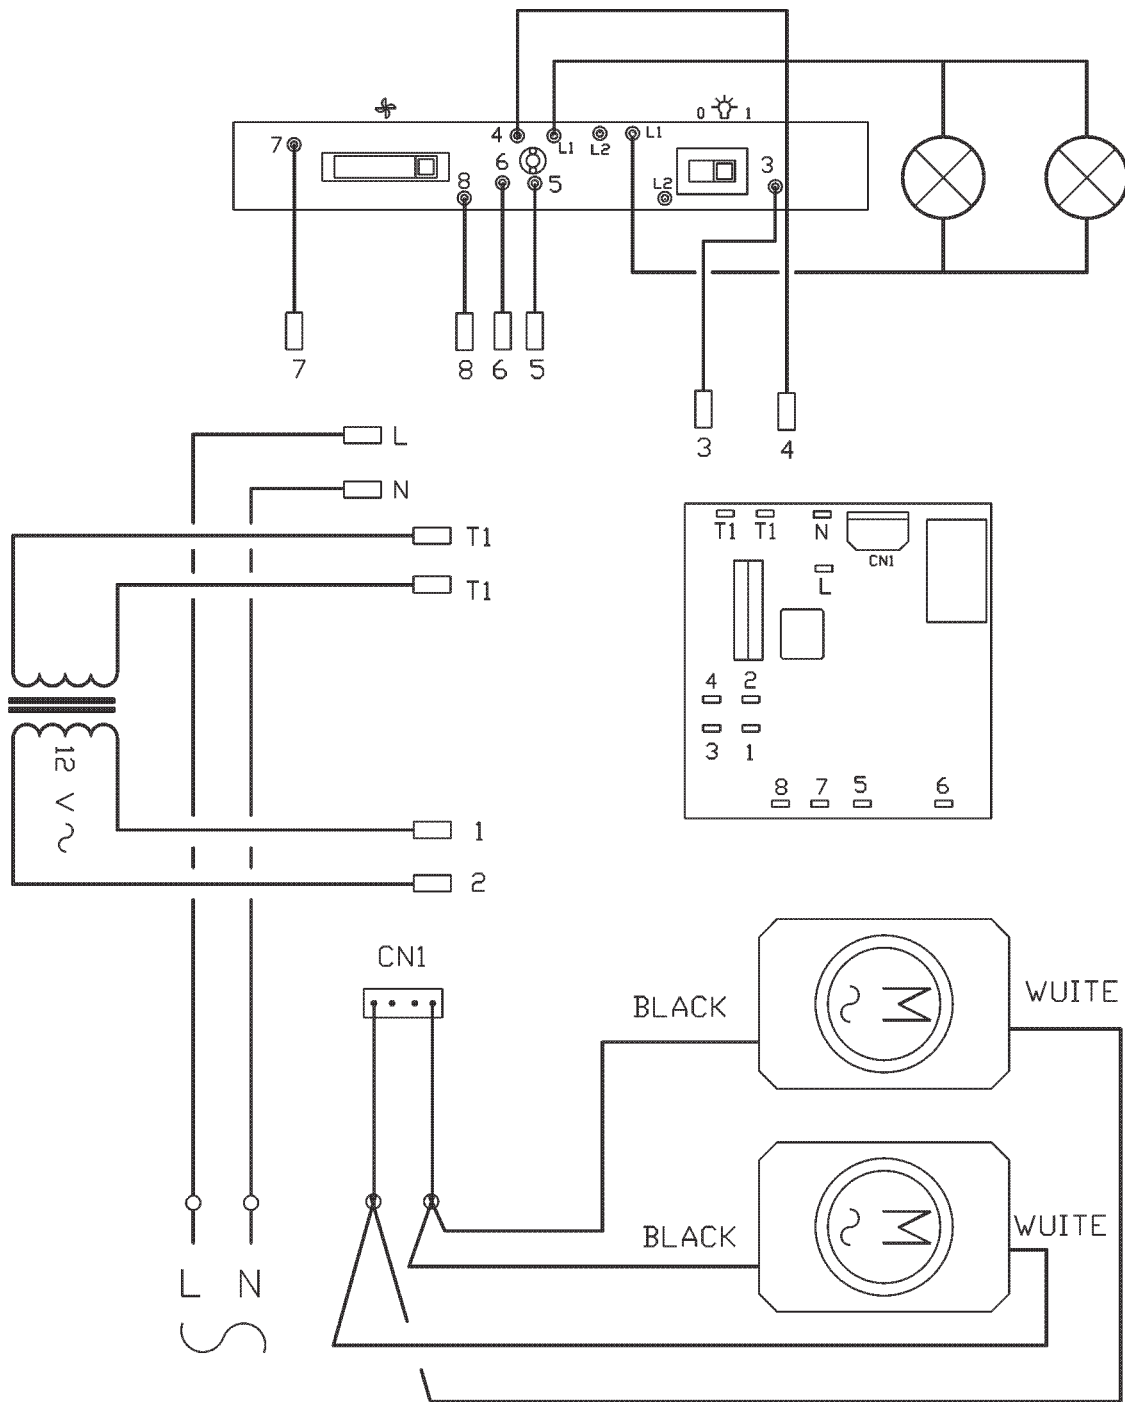 0 1
7 4 L1 L2 L1
6 5 3
8 L2
7 8 6 5
3 4
L
N
T1
T1
T1 T1 N CN1
L
4 2
3 1
8 7 5 6
12 V ~
1
2
CN1
BLACK M ~ WUITE
BLACK M ~ WUITE
L N